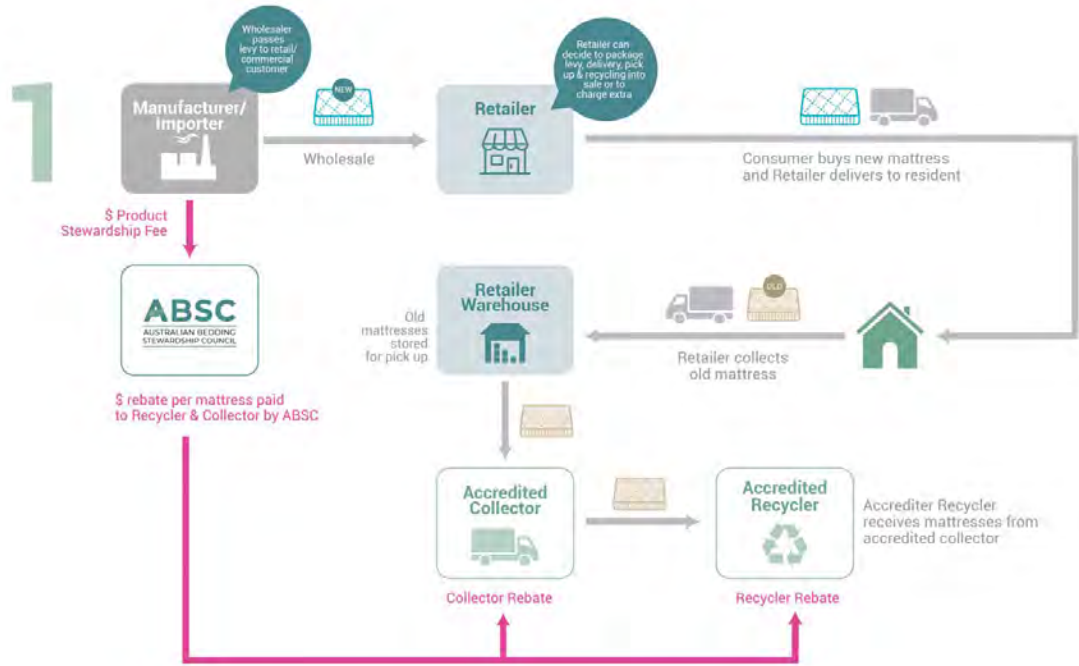 1
Wholesaler
passes
levy to retail/
commercial
customer
Manufacturer/
Importer
NEW
Wholesale
Retailer can
decide to package
levy, delivery, pick
up & recycling into
sale or to
charge extra
Retailer
Consumer buys new mattress
and Retailer delivers to resident
$ Product
Stewardship Fee
ABSC
AUSTRALIAN BEDDING
STEWARDSHIP COUNCIL
Old
mattresses
stored
for pick up
Retailer
Warehouse
OLD
Retailer collects
old mattress
$ rebate per mattress paid
to Recycler & Collector by ABSC
Accredited
Collector
Accredited
Recycler
Accrediter Recycler
receives mattresses from
accredited collector
Collector Rebate
Recycler Rebate